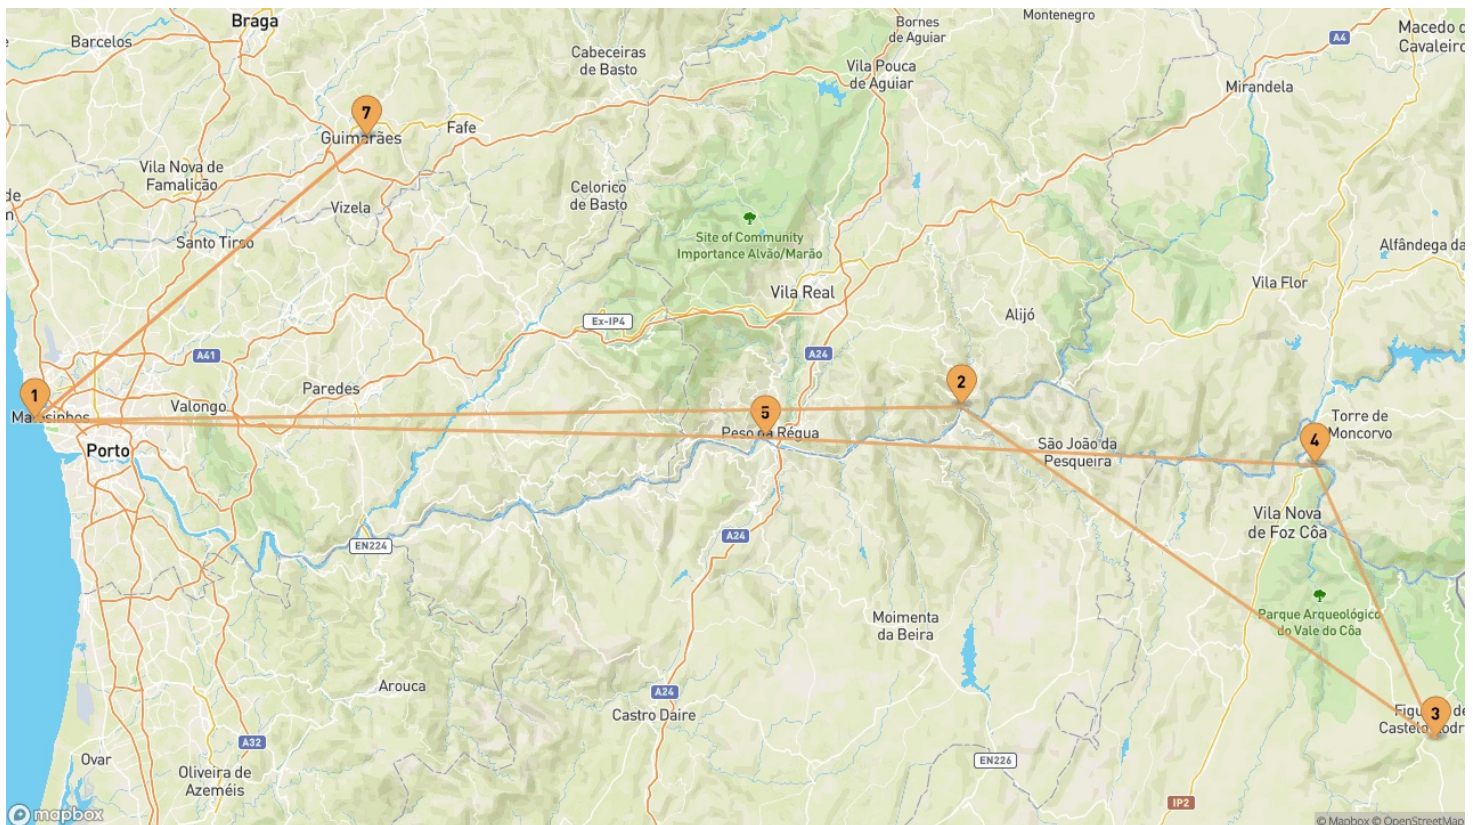 Braga
Barcelos
Cabeceiras
de Basto
Bornes
de Aguiar
Montenegro
A4
Macedo d
Cavaleiro
Vila Pouca
de Aguiar
Mirandela
7
Guimarães
Fafe
Vila Nova de
Famalicão
de
Vizela
Celorico
de Basto
Santo Tirso
Site of Community
Importance Alvão/Marão
Alfândega da
Vila Real
Vila Flor
Ex-IP4
Alijó
A41
A24
1
Matosinhos
Paredes
Valongo
2
5
Peso da Régua
Porto
São João da
Pesqueira
4
Torre de
Moncorvo
Vila Nova
de Foz Côa
EN224
A24
Parque Arqueológico
do Vale do Côa
Moimenta
da Beira
Arouca
A24
Castro Daire
3
A32
Ovar
Oliveira de
Azeméis
EN226
IP2
mapbox
© Mapbox © OpenStreetMap